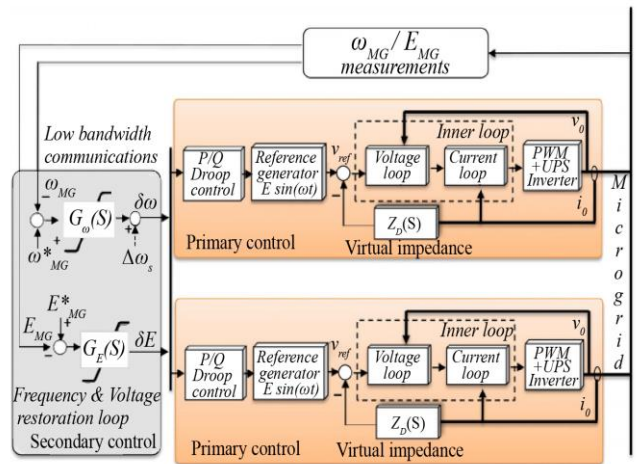 ω_MG / E_MG
measurements
Low bandwidth
communications
ω_MG
−
G_ω(S)
δω
+
+
ω*_MG
Δω_s
E*_MG
+
E_MG
−
G_E(S)
δE
Frequency & Voltage
restoration loop
Secondary control
P/Q
Droop
control
Reference
generator
E sin(ωt)
v_ref
−
Inner loop
Voltage
loop
Current
loop
PWM
+UPS
Inverter
v_0
i_0
Z_D(S)
Virtual impedance
Primary control
P/Q
Droop
control
Reference
generator
E sin(ωt)
v_ref
−
Inner loop
Voltage
loop
Current
loop
PWM
+UPS
Inverter
v_0
i_0
Z_D(S)
Virtual impedance
Primary control
Microgrid